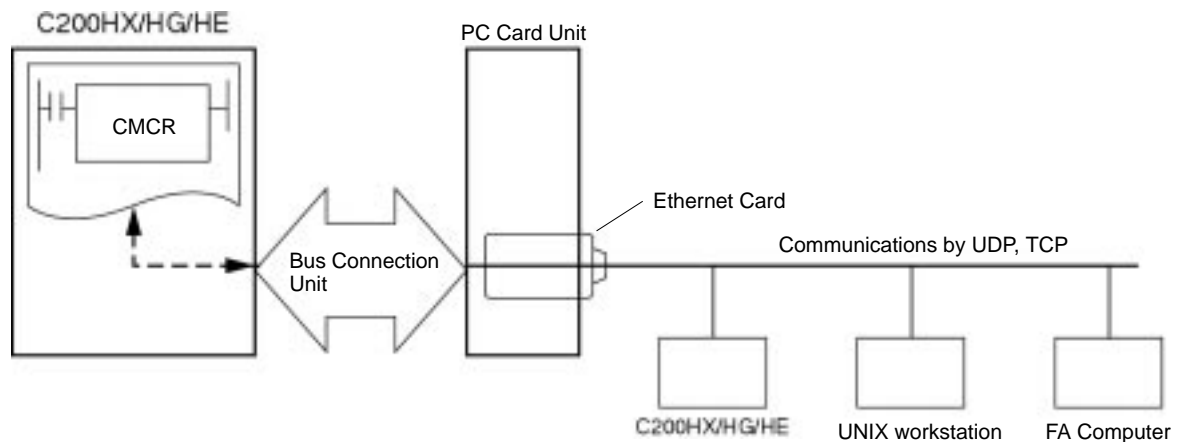 C200HX/HG/HE
PC Card Unit
CMCR
Ethernet Card
Communications by UDP, TCP
Bus Connection
Unit
C200HX/HG/HE
UNIX workstation
FA Computer